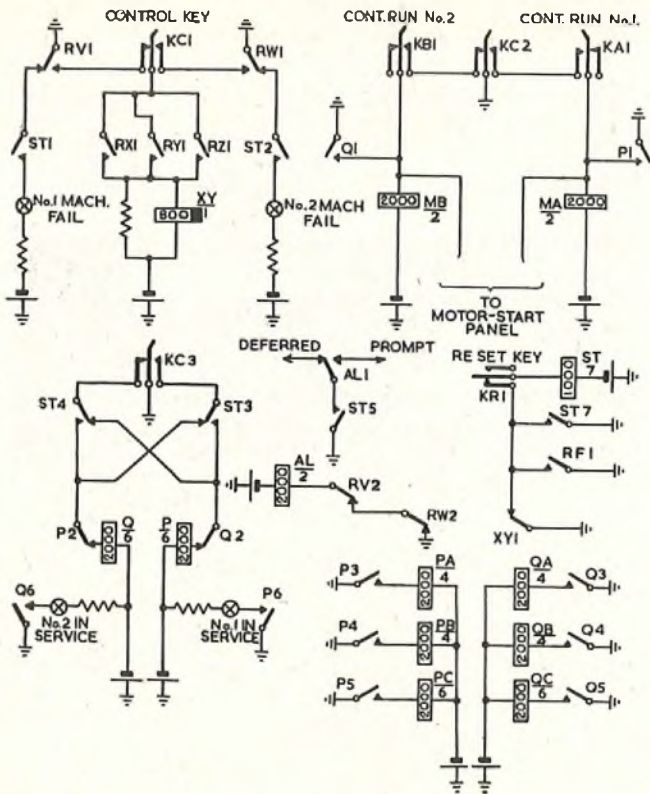 CONTROL KEY
CONT. RUN No.2
CONT. RUN No.1.
RV1
KC1
RW1
KB1
KC2
KA1
ST1
RX1
RY1
RZ1
ST2
Q1
P1
No.1 MACH.
FAIL.
800
XY
1
No.2 MACH
FAIL
2000
MB
2
MA
2
2000
TO
MOTOR-START
PANEL
KC3
DEFERRED
PROMPT
AL1
RESET KEY
KR1
100
ST
7
ST4
ST3
ST5
ST7
RF1
2000
AL
2
RV2
RW2
XY1
P2
2000
Q
6
P
6
2000
Q2
Q6
No.2 IN
SERVICE
No.1 IN
SERVICE
P6
P3
2000
PA
4
QA
4
2000
Q3
P4
2000
PB
4
QB
4
2000
Q4
P5
2000
PC
6
QC
6
2000
Q5